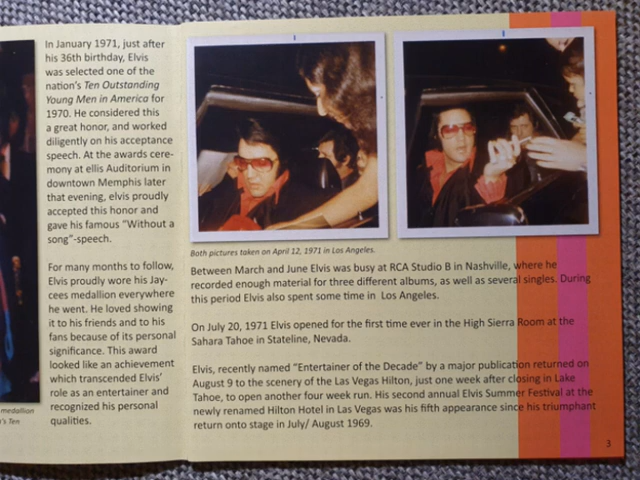 In January 1971, just after
his 36th birthday, Elvis
was selected one of the
nation's Ten Outstanding
Young Men in America for
1970. He considered this
a great honor, and worked
diligently on his acceptance
speech. At the awards cere-
mony at ellis Auditorium in
downtown Memphis later
that evening, elvis proudly
accepted this honor and
gave his famous "Without a
song"-speech.
For many months to follow,
Elvis proudly wore his Jay-
cees medallion everywhere
he went. He loved showing
it to his friends and to his
fans because of its personal
significance. This award
looked like an achievement
which transcended Elvis'
role as an entertainer and
recognized his personal
qualities.
medallion
's Ten
Both pictures taken on April 12, 1971 in Los Angeles.
Between March and June Elvis was busy at RCA Studio B in Nashville, where he
recorded enough material for three different albums, as well as several singles. During
this period Elvis also spent some time in Los Angeles.
On July 20, 1971 Elvis opened for the first time ever in the High Sierra Room at the
Sahara Tahoe in Stateline, Nevada.
Elvis, recently named "Entertainer of the Decade" by a major publication returned on
August 9 to the scenery of the Las Vegas Hilton, just one week after closing in Lake
Tahoe, to open another four week run. His second annual Elvis Summer Festival at the
newly renamed Hilton Hotel in Las Vegas was his fifth appearance since his triumphant
return onto stage in July/ August 1969.
3